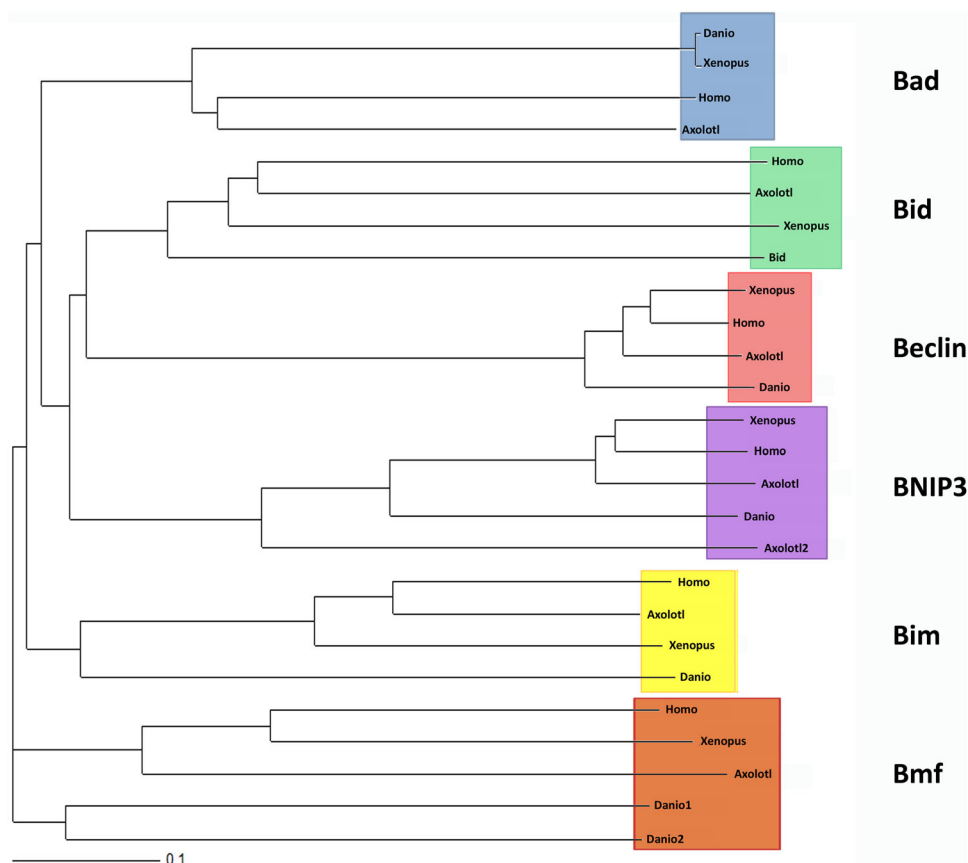 Danio
Xenopus
Bad
Homo
Axolotl
Homo
Axolotl
Bid
Xenopus
Bid
Xenopus
Homo
Beclin
Axolotl
Danio
Xenopus
Homo
Axolotl
BNIP3
Danio
Axolotl2
Homo
Axolotl
Bim
Xenopus
Danio
Homo
Xenopus
Axolotl
Bmf
Danio1
Danio2
0.1